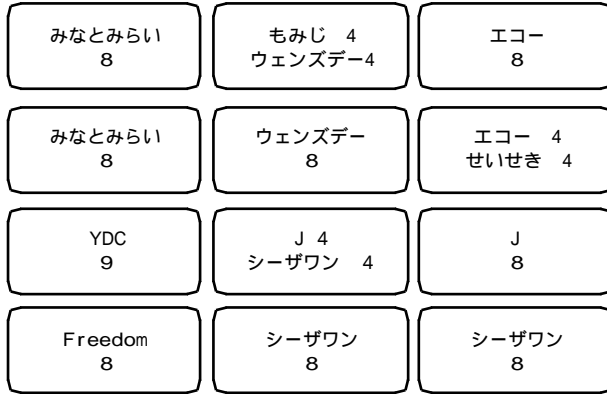 みなとみらい
8
もみじ 4
ウェンズデー4
エコー
8
みなとみらい
8
ウェンズデー
8
エコー 4
せいせき 4
YDC
9
J 4
シーザワン 4
J
8
Freedom
8
シーザワン
8
シーザワン
8